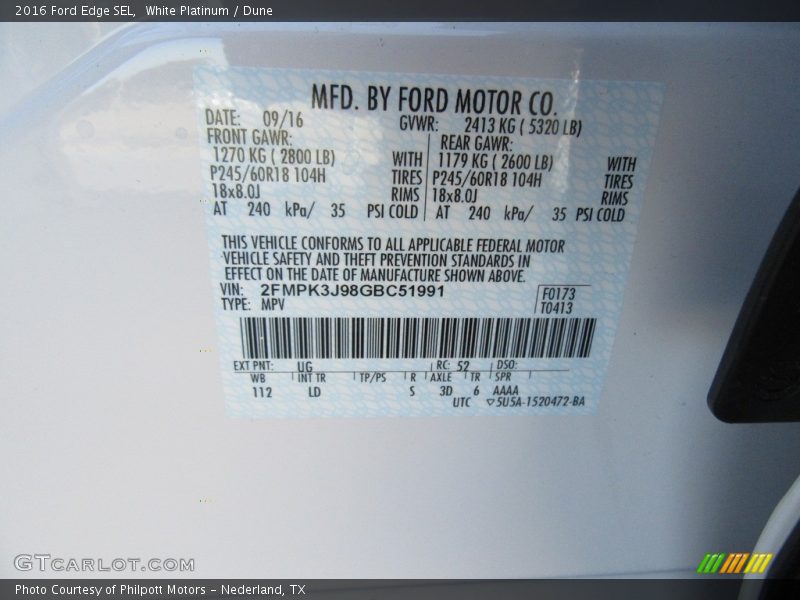 2016 Ford Edge SEL, White Platinum / Dune
MFD. BY FORD MOTOR CO.
DATE: 09/16 GVWR: 2413 KG ( 5320 LB)
FRONT GAWR: REAR GAWR:
1270 KG ( 2800 LB) WITH 1179 KG ( 2600 LB) WITH
P245/60R18 104H TIRES P245/60R18 104H TIRES
18x8.0J RIMS 18x8.0J RIMS
AT 240 kPa/ 35 PSI COLD AT 240 kPa/ 35 PSI COLD
THIS VEHICLE CONFORMS TO ALL APPLICABLE FEDERAL MOTOR
VEHICLE SAFETY AND THEFT PREVENTION STANDARDS IN
EFFECT ON THE DATE OF MANUFACTURE SHOWN ABOVE.
VIN: 2FMPK3J98GBC51991 F0173
TYPE: MPV T0413
EXT PNT: UG RC: 52 DSO:
WB INT TR TP/PS R AXLE TR SPR
112 LD S 3D 6 AAAA
UTC ▽5U5A-1520472-BA
GTCARLOT.COM
Photo Courtesy of Philpott Motors - Nederland, TX